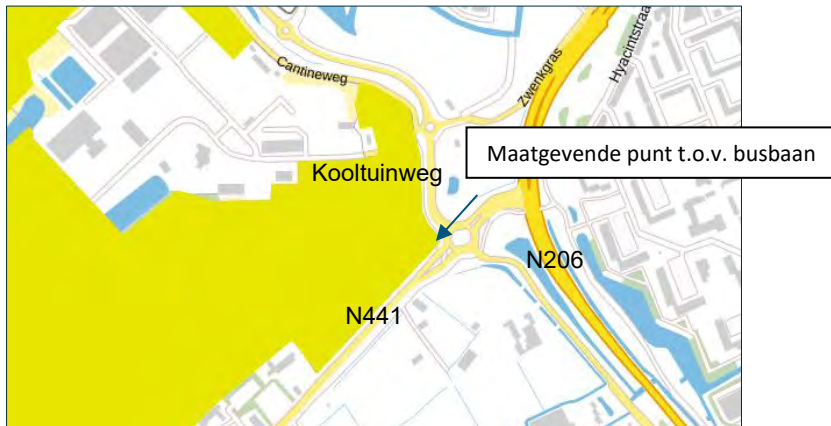 Cantineweg
Zwenkgras
Hyacintstraa
Maatgevende punt t.o.v. busbaan
Kooltuinweg
N206
N441